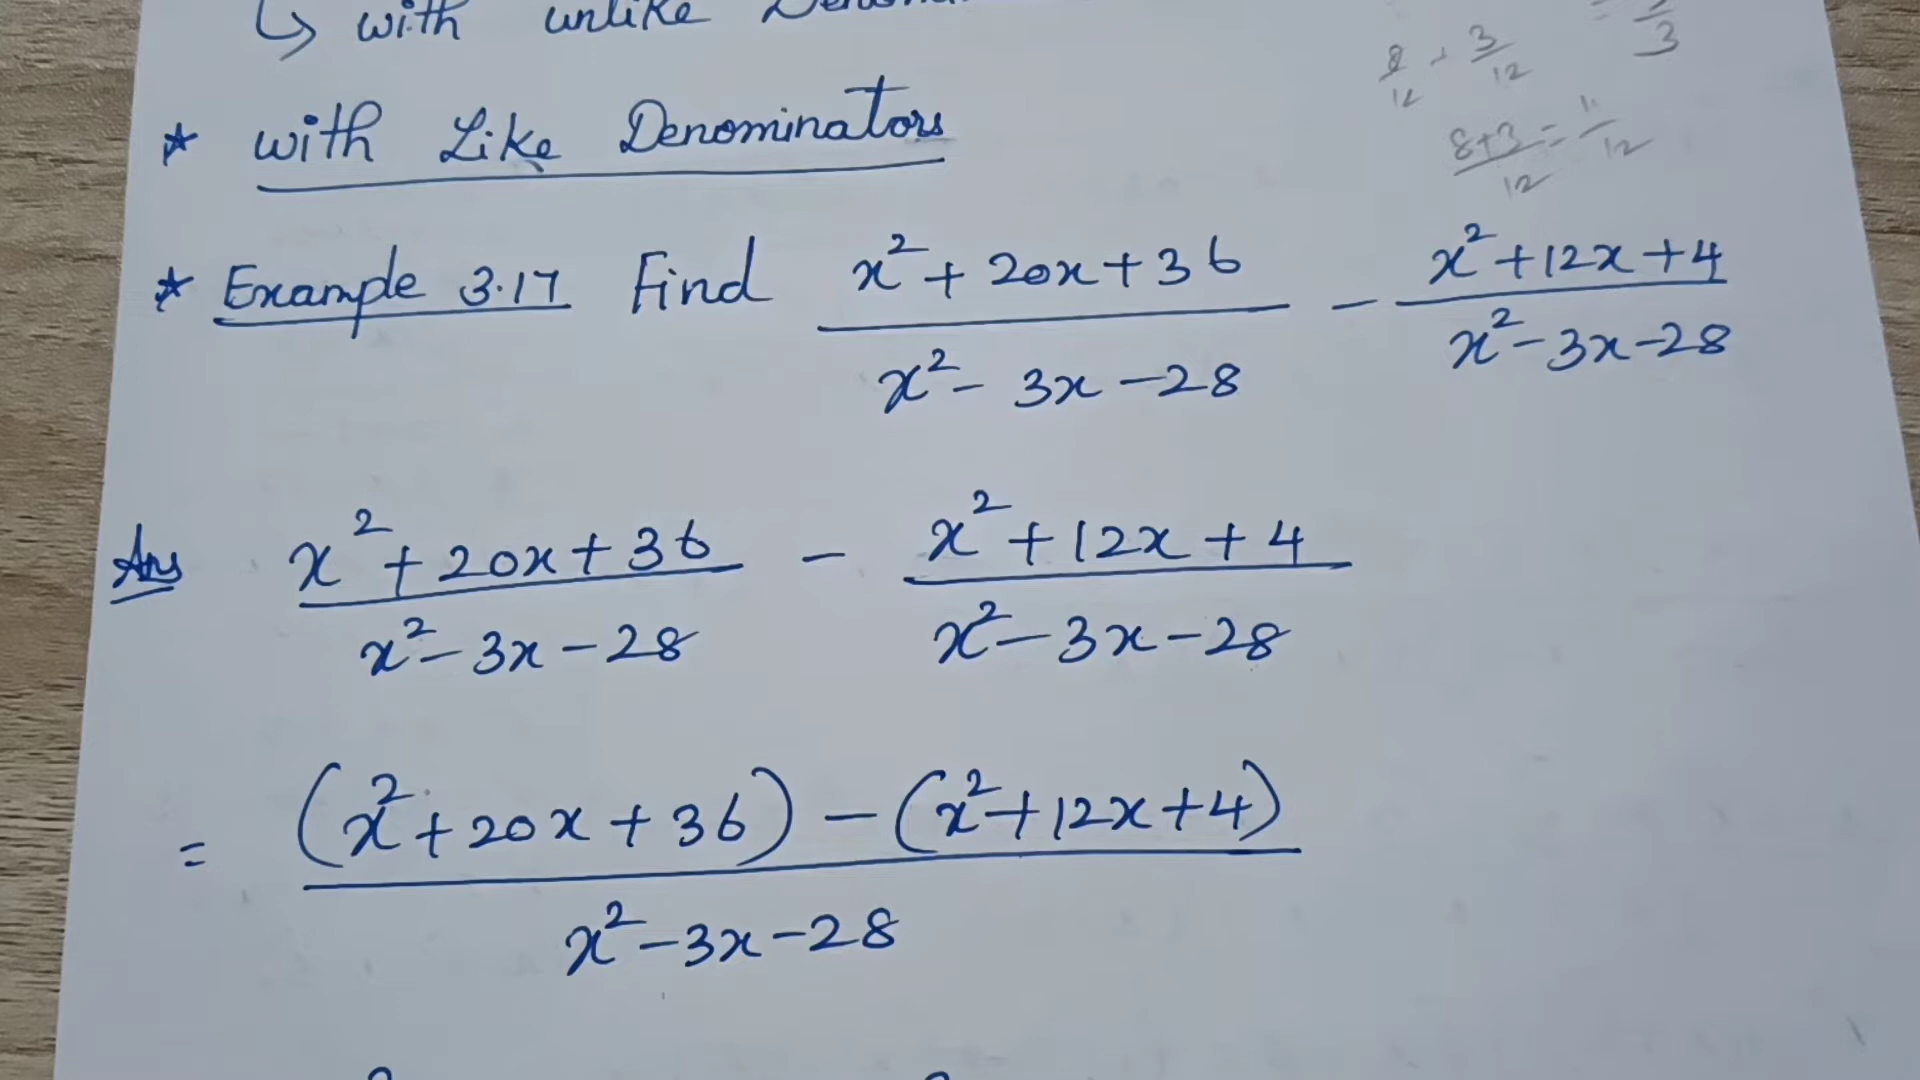 ↳ with unlike
8/12 + 3/12 = 1/3
(8+3)/12 = 11/12
* with Like Denominators
* Example 3.17 Find (x²+20x+36)/(x²-3x-28) - (x²+12x+4)/(x²-3x-28)
Ans (x²+20x+36)/(x²-3x-28) - (x²+12x+4)/(x²-3x-28)
= ((x²+20x+36)-(x²+12x+4))/(x²-3x-28)